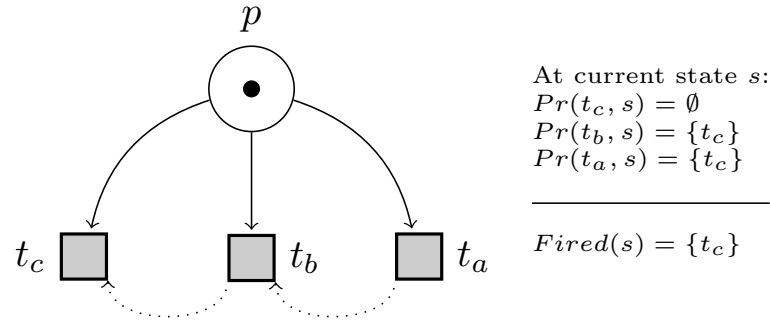 p
t_c
t_b
t_a
At current state s:
Pr(t_c, s) = ∅
Pr(t_b, s) = {t_c}
Pr(t_a, s) = {t_c}
Fired(s) = {t_c}